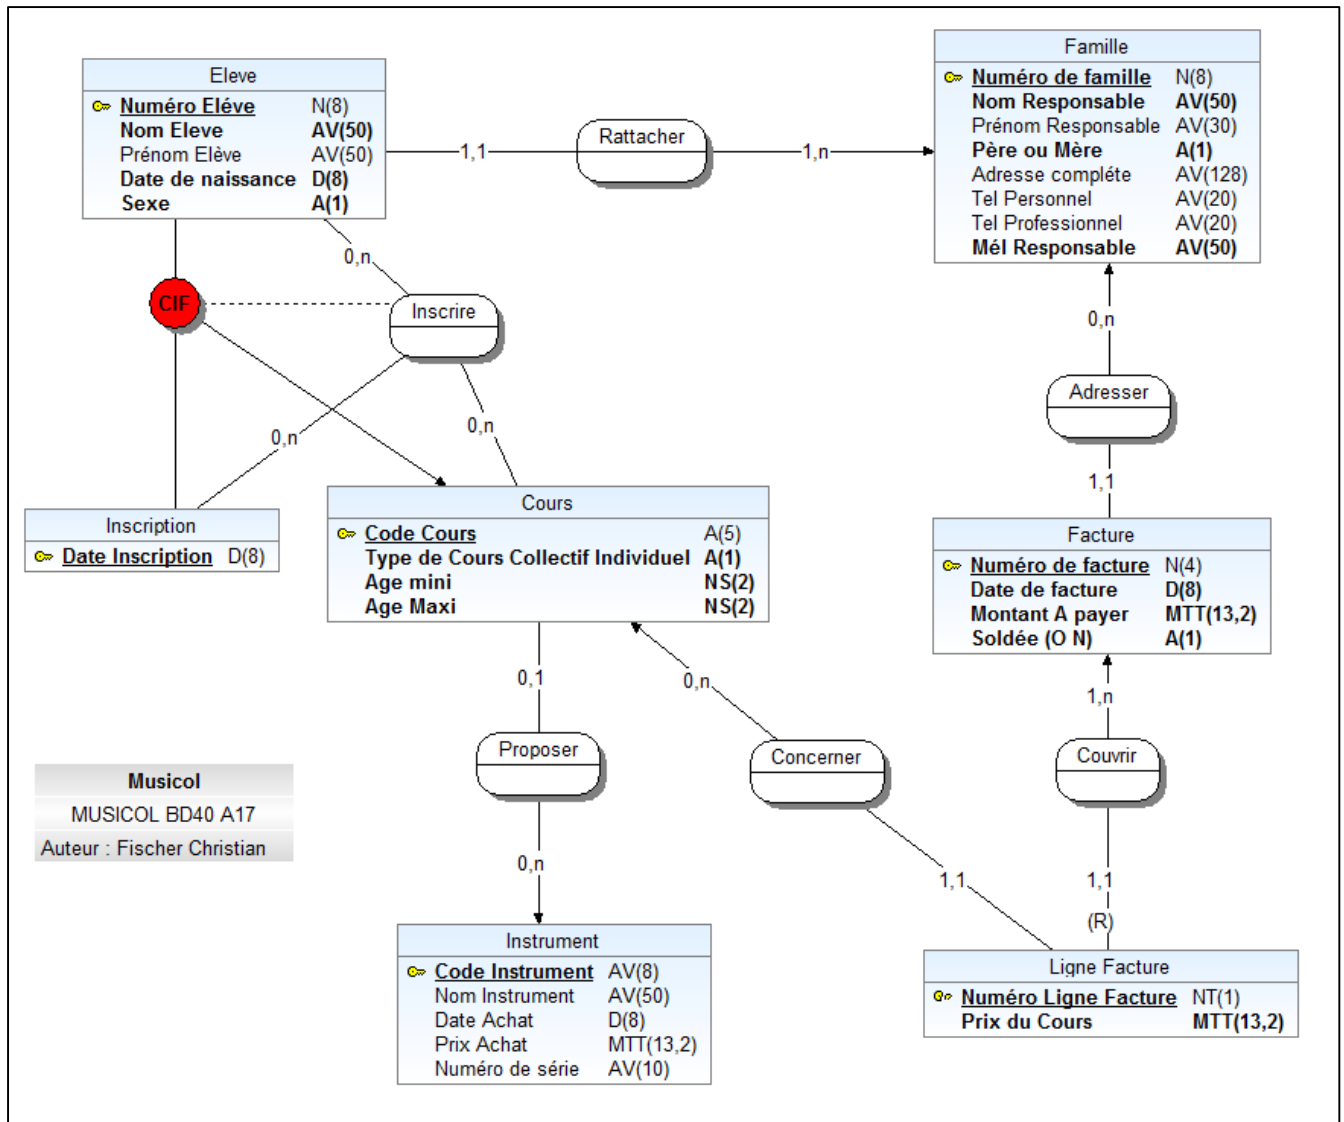 Eleve
Numéro Eléve N(8)
Nom Eleve AV(50)
Prénom Elève AV(50)
Date de naissance D(8)
Sexe A(1)
1,1
Rattacher
1,n
Famille
Numéro de famille N(8)
Nom Responsable AV(50)
Prénom Responsable AV(30)
Père ou Mère A(1)
Adresse compléte AV(128)
Tel Personnel AV(20)
Tel Professionnel AV(20)
Mél Responsable AV(50)
0,n
CIF
Inscrire
0,n
Adresser
0,n
0,n
1,1
Inscription
Date Inscription D(8)
Cours
Code Cours A(5)
Type de Cours Collectif Individuel A(1)
Age mini NS(2)
Age Maxi NS(2)
Facture
Numéro de facture N(4)
Date de facture D(8)
Montant A payer MTT(13,2)
Soldée (O N) A(1)
0,1
0,n
1,n
Proposer
Concerner
Couvrir
Musicol
MUSICOL BD40 A17
Auteur : Fischer Christian
0,n
1,1
1,1
(R)
Instrument
Code Instrument AV(8)
Nom Instrument AV(50)
Date Achat D(8)
Prix Achat MTT(13,2)
Numéro de série AV(10)
Ligne Facture
Numéro Ligne Facture NT(1)
Prix du Cours MTT(13,2)